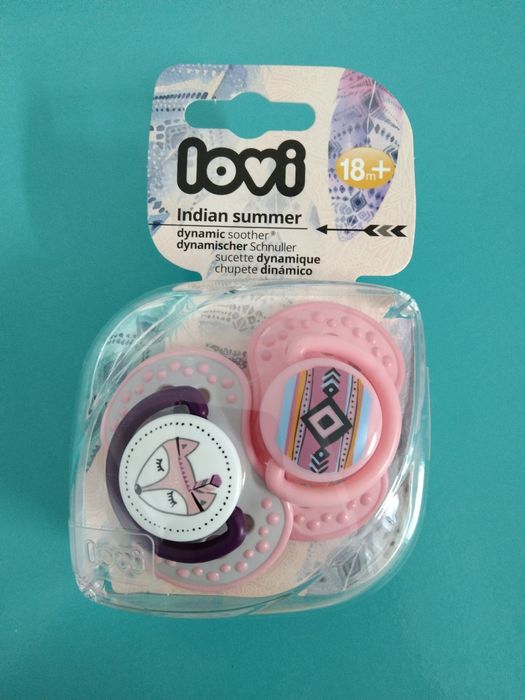 lovi
18m+
Indian summer
dynamic soother®
dynamischer Schnuller
sucette dynamique
chupete dinámico